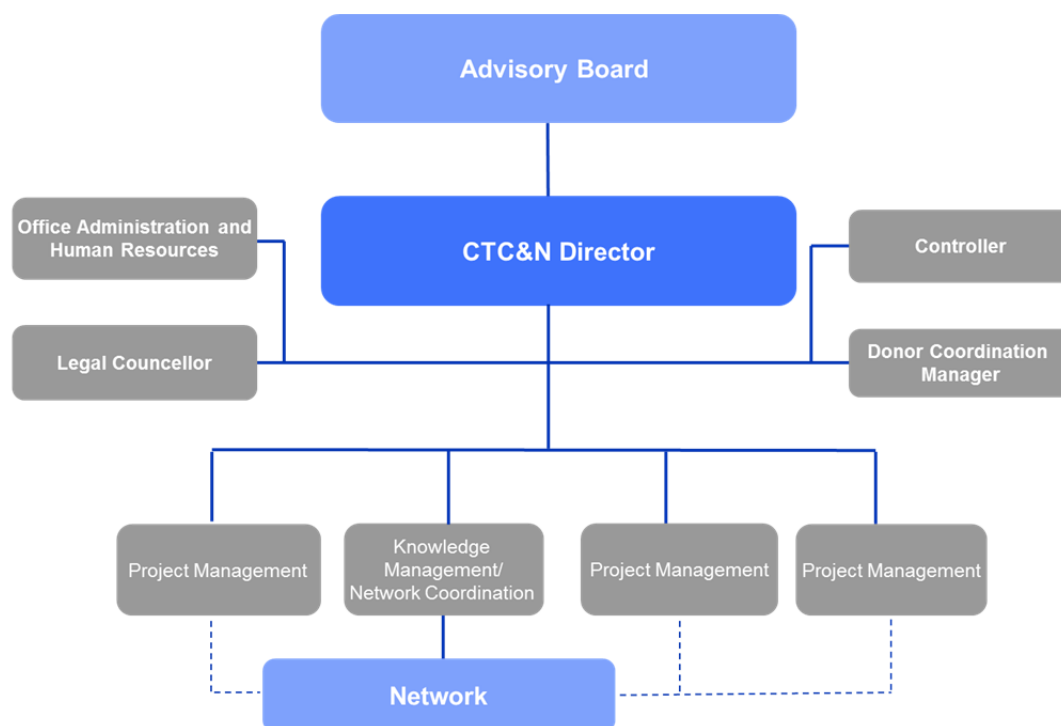 Advisory Board
Office Administration and
Human Resources
CTC&N Director
Controller
Legal Councellor
Donor Coordination
Manager
Project Management
Knowledge
Management/
Network Coordination
Project Management
Project Management
Network